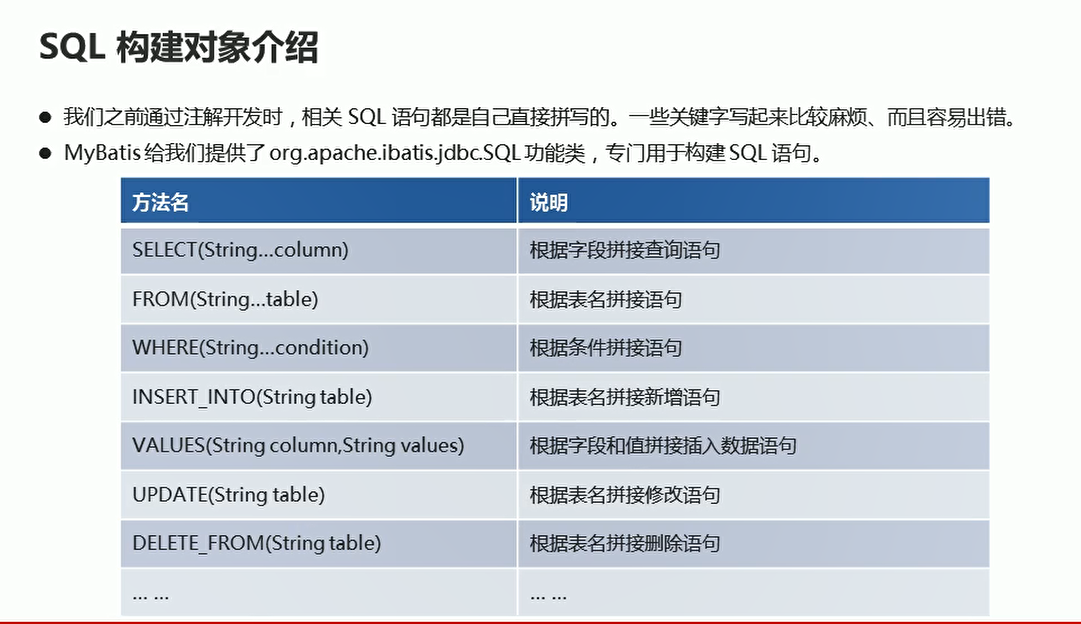 SQL 构建对象介绍
● 我们之前通过注解开发时，相关 SQL 语句都是自己直接拼写的。一些关键字写起来比较麻烦、而且容易出错。
● MyBatis 给我们提供了 org.apache.ibatis.jdbc.SQL 功能类，专门用于构建 SQL 语句。
方法名 说明
SELECT(String...column) 根据字段拼接查询语句
FROM(String...table) 根据表名拼接语句
WHERE(String...condition) 根据条件拼接语句
INSERT_INTO(String table) 根据表名拼接新增语句
VALUES(String column,String values) 根据字段和值拼接插入数据语句
UPDATE(String table) 根据表名拼接修改语句
DELETE_FROM(String table) 根据表名拼接删除语句
... ... ... ...